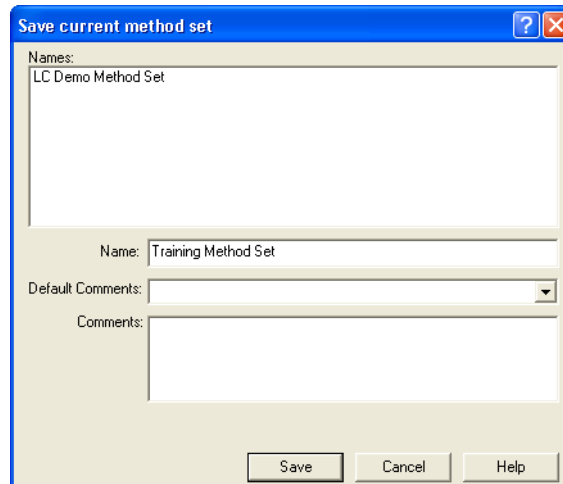 Save current method set
Names:
LC Demo Method Set
Name: Training Method Set
Default Comments:
Comments:
Save Cancel Help